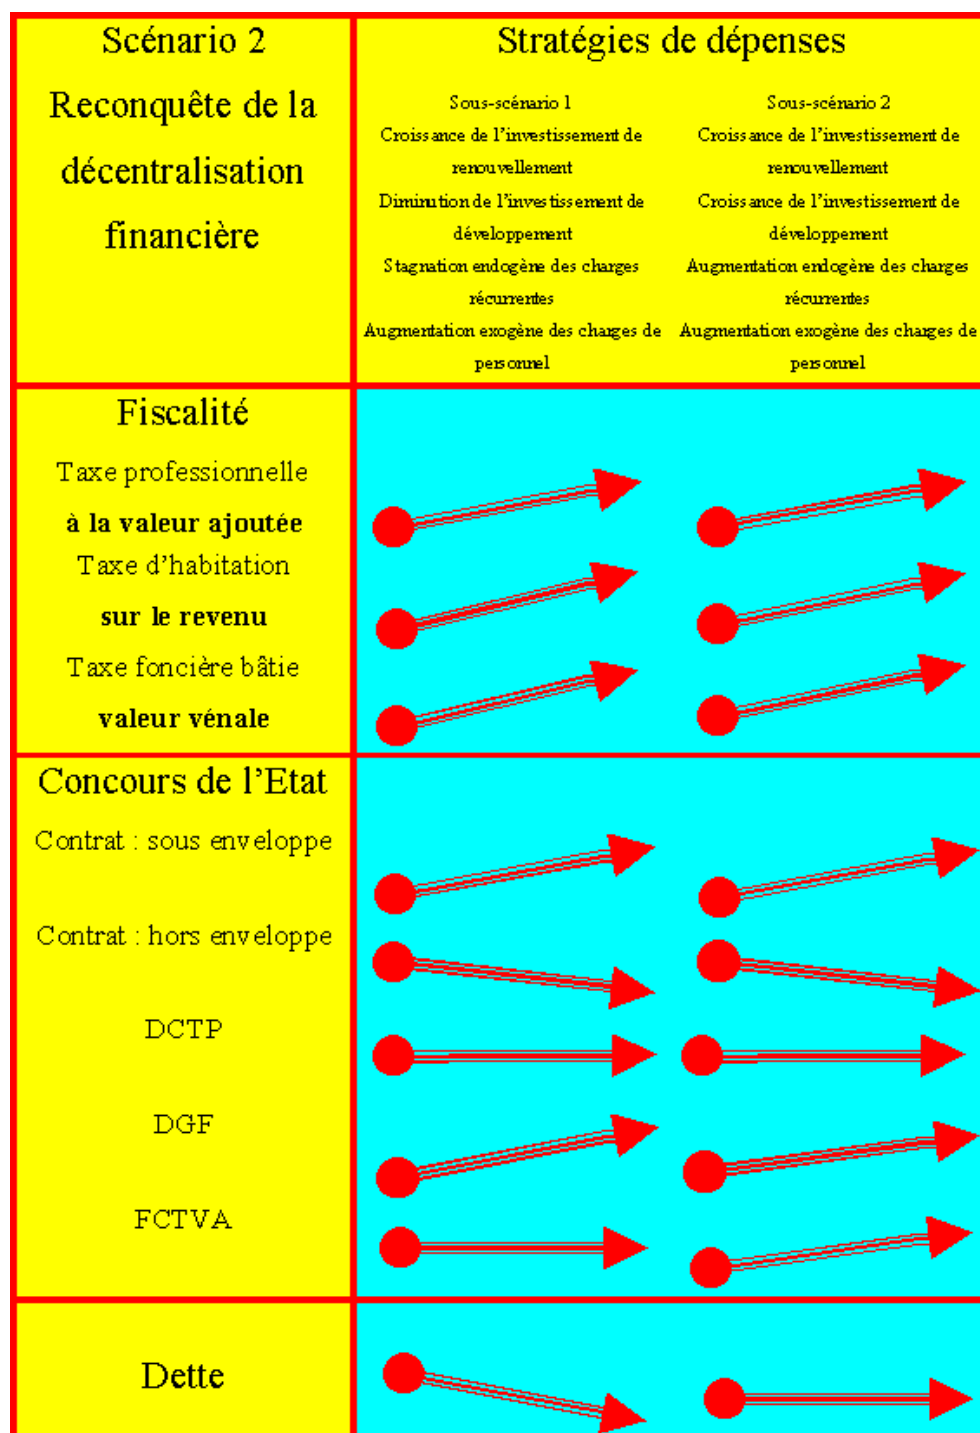 Scénario 2
Reconquête de la
décentralisation
financière
Stratégies de dépenses
Sous-scénario 1
Croissance de l'investissement de
renouvellement
Diminution de l'investissement de
développement
Stagnation endogène des charges
récurrentes
Augmentation exogène des charges de
personnel
Sous-scénario 2
Croissance de l'investissement de
renouvellement
Croissance de l'investissement de
développement
Augmentation endogène des charges
récurrentes
Augmentation exogène des charges de
personnel
Fiscalité
Taxe professionnelle
à la valeur ajoutée
Taxe d'habitation
sur le revenu
Taxe foncière bâtie
valeur vénale
Concours de l'Etat
Contrat : sous enveloppe
Contrat : hors enveloppe
DCTP
DGF
FCTVA
Dette